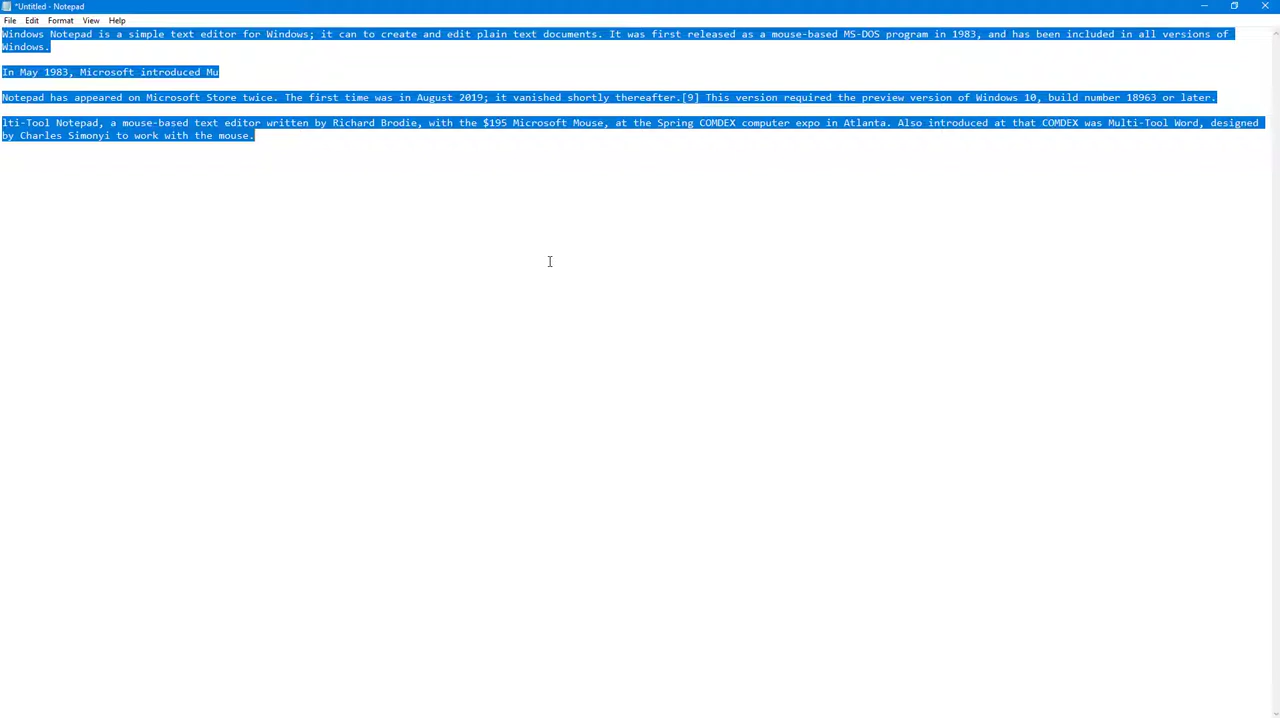 *Untitled - Notepad
File Edit Format View Help
Windows Notepad is a simple text editor for Windows; it can to create and edit plain text documents. It was first released as a mouse-based MS-DOS program in 1983, and has been included in all versions of
Windows.
In May 1983, Microsoft introduced Mu
Notepad has appeared on Microsoft Store twice. The first time was in August 2019; it vanished shortly thereafter.[9] This version required the preview version of Windows 10, build number 18963 or later.
lti-Tool Notepad, a mouse-based text editor written by Richard Brodie, with the $195 Microsoft Mouse, at the Spring COMDEX computer expo in Atlanta. Also introduced at that COMDEX was Multi-Tool Word, designed
by Charles Simonyi to work with the mouse.